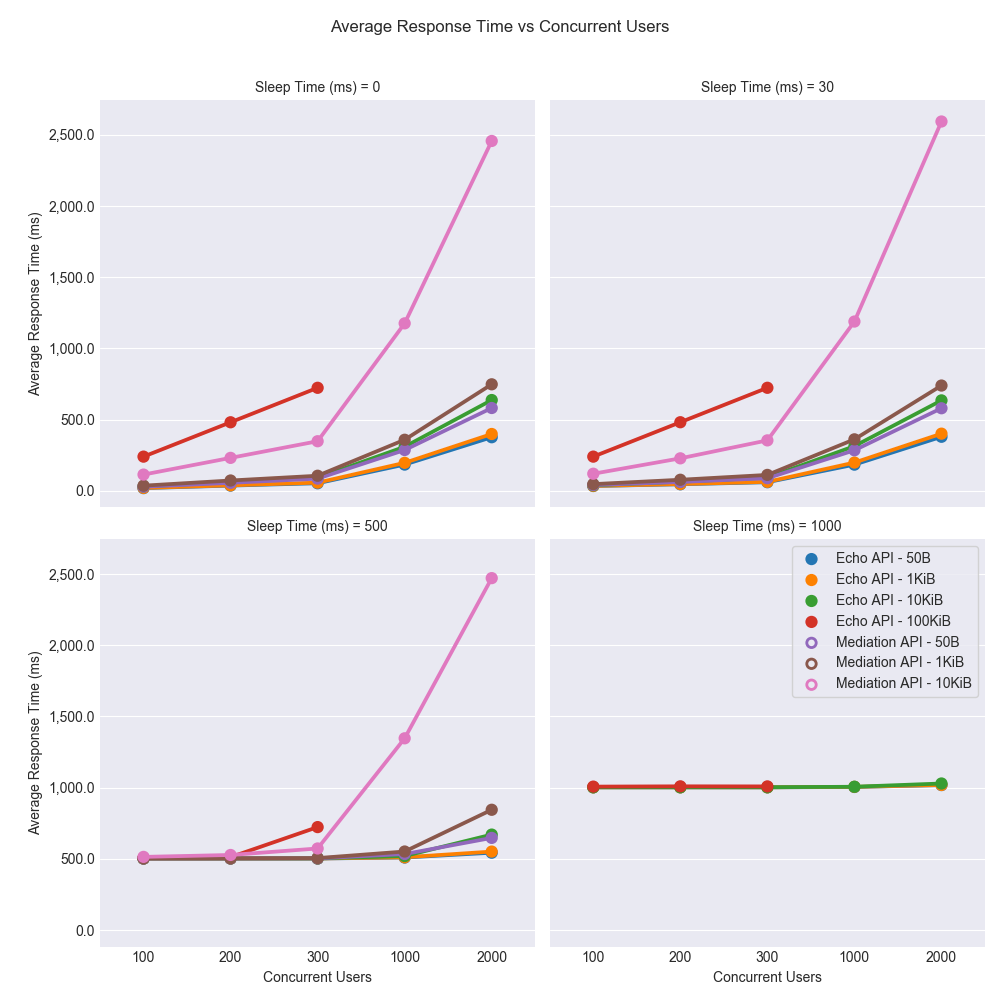 Average Response Time vs Concurrent Users
Sleep Time (ms) = 0
Average Response Time (ms)
2,500.0
2,000.0
1,500.0
1,000.0
500.0
0.0
Sleep Time (ms) = 30
Sleep Time (ms) = 500
Average Response Time (ms)
2,500.0
2,000.0
1,500.0
1,000.0
500.0
0.0
100 200 300 1000 2000
Concurrent Users
Sleep Time (ms) = 1000
Echo API - 50B
Echo API - 1KiB
Echo API - 10KiB
Echo API - 100KiB
Mediation API - 50B
Mediation API - 1KiB
Mediation API - 10KiB
100 200 300 1000 2000
Concurrent Users